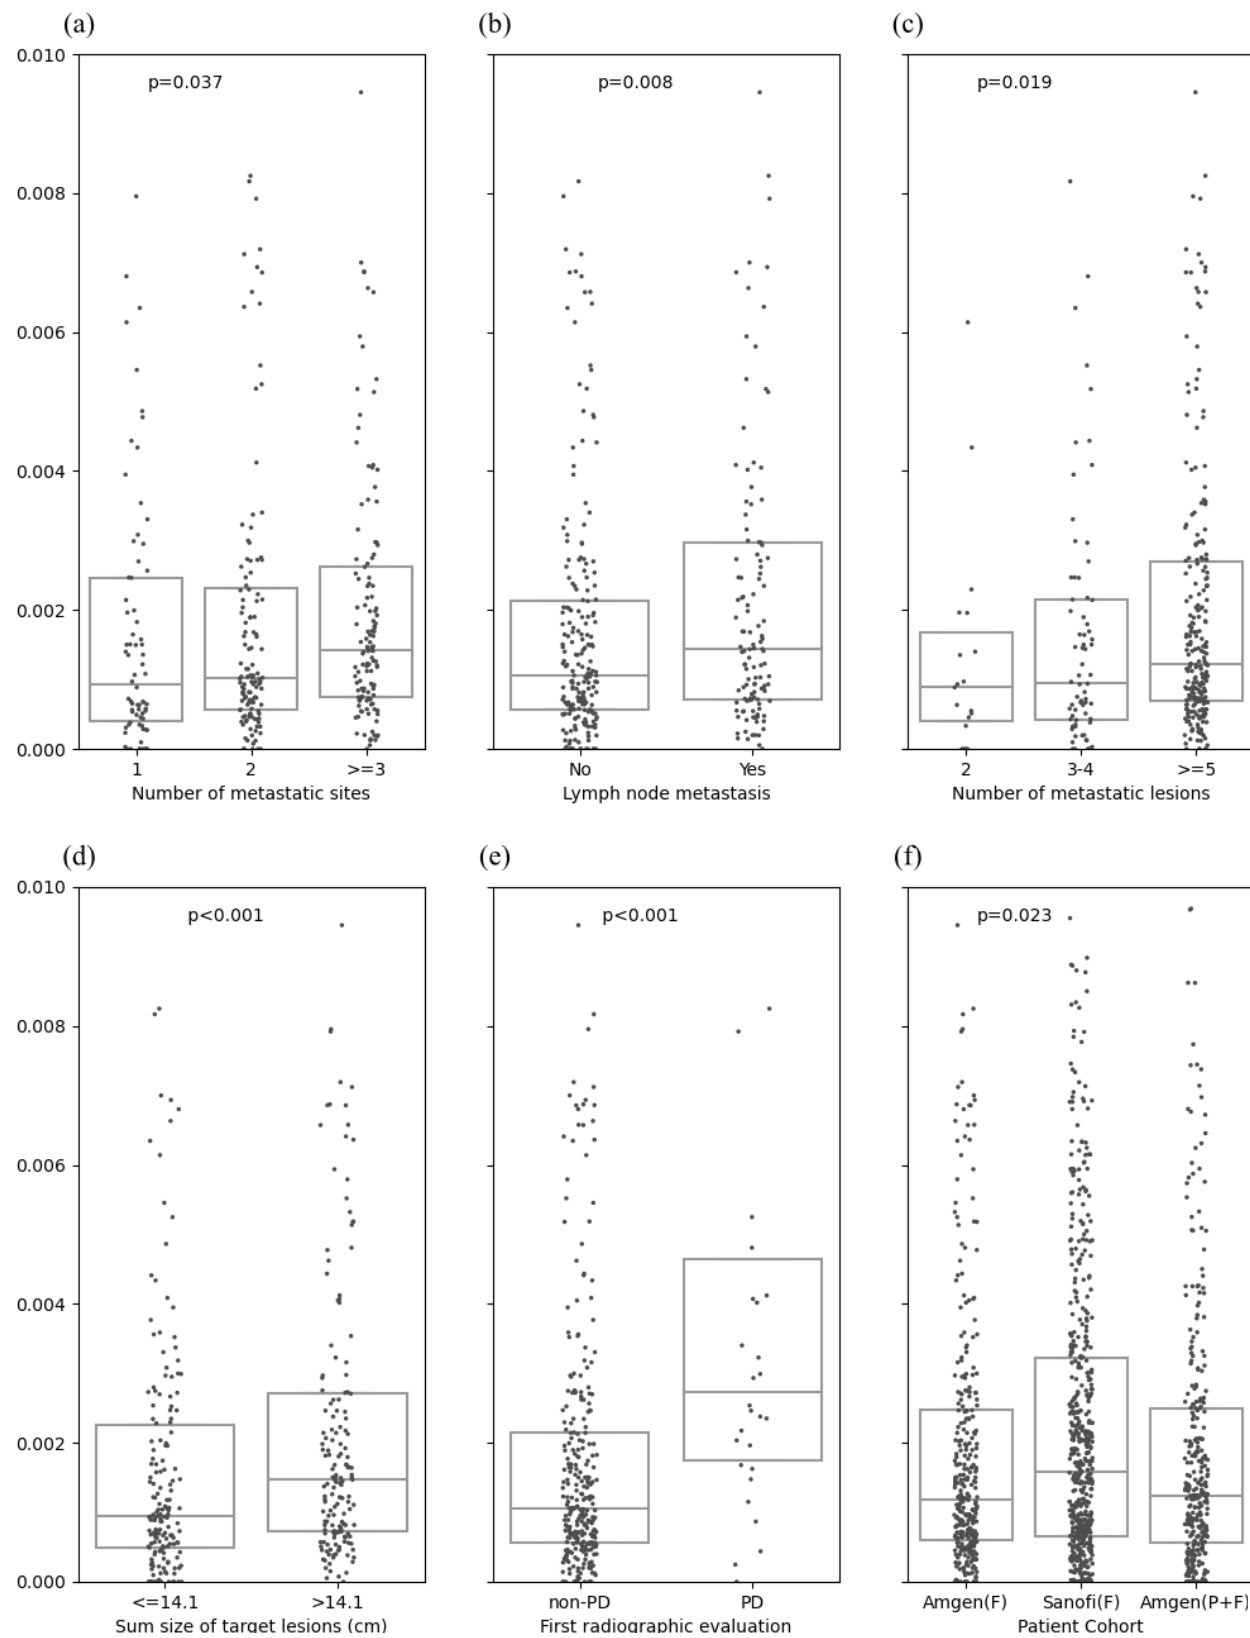 (a)
(b)
(c)
0.010
0.008
0.006
0.004
0.002
0.000
p=0.037
p=0.008
p=0.019
1 2 >=3
Number of metastatic sites
No Yes
Lymph node metastasis
2 3-4 >=5
Number of metastatic lesions
(d)
(e)
(f)
0.010
0.008
0.006
0.004
0.002
0.000
p<0.001
p<0.001
p=0.023
<=14.1 >14.1
Sum size of target lesions (cm)
non-PD PD
First radiographic evaluation
Amgen(F) Sanofi(F) Amgen(P+F)
Patient Cohort